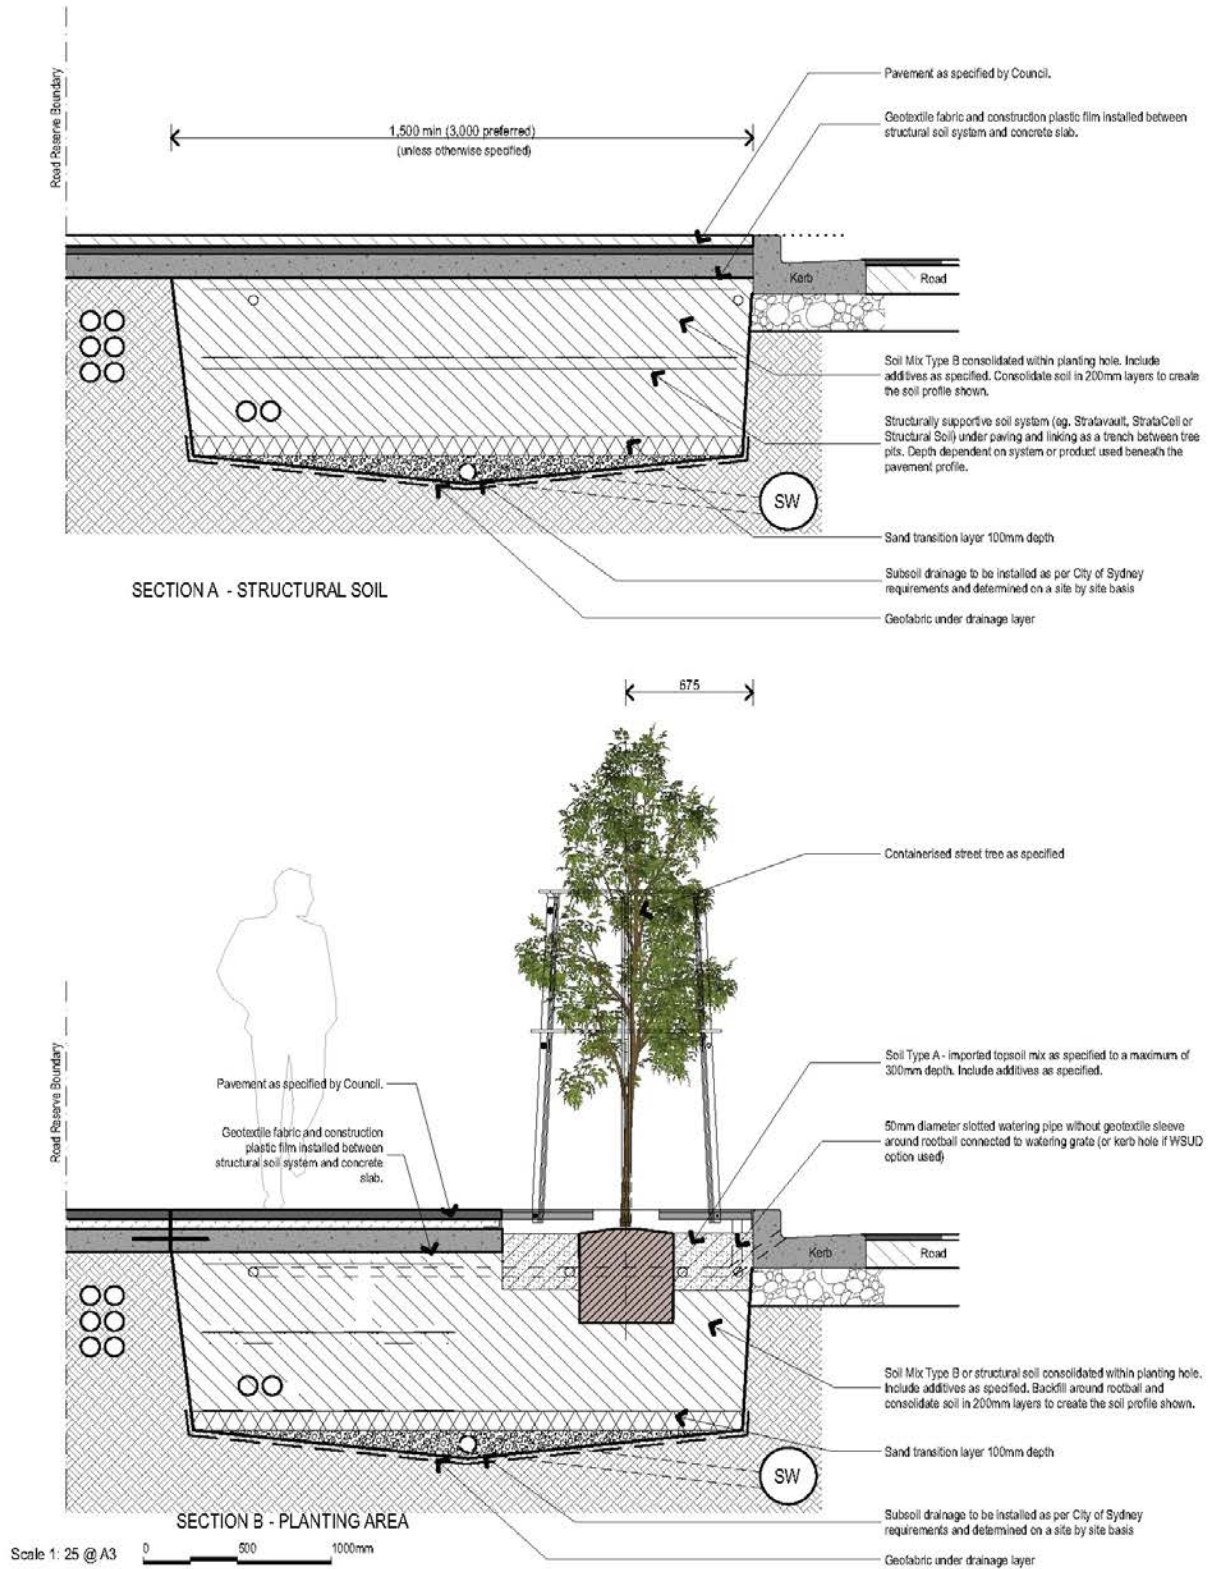 Road Reserve Boundary
1,500 min (3,000 preferred)
(unless otherwise specified)
Pavement as specified by Council.
Geotextile fabric and construction plastic film installed between
structural soil system and concrete slab.
Kerb
Road
Soil Mix Type B consolidated within planting hole. Include
additives as specified. Consolidate soil in 200mm layers to create
the soil profile shown.
Structurally supportive soil system (eg. Stratavault, StrataCell or
Structural Soil) under paving and linking as a trench between tree
pits. Depth dependent on system or product used beneath the
pavement profile.
SW
Sand transition layer 100mm depth
Subsoil drainage to be installed as per City of Sydney
requirements and determined on a site by site basis
Geofabric under drainage layer
SECTION A - STRUCTURAL SOIL
675
Containerised street tree as specified
Road Reserve Boundary
Pavement as specified by Council.
Geotextile fabric and construction
plastic film installed between
structural soil system and concrete
slab.
Soil Type A - imported topsoil mix as specified to a maximum of
300mm depth. Include additives as specified.
50mm diameter slotted watering pipe without geotextile sleeve
around rootball connected to watering grate (or kerb hole if WSUD
option used)
Kerb
Road
Soil Mix Type B or structural soil consolidated within planting hole.
Include additives as specified. Backfill around rootball and
consolidate soil in 200mm layers to create the soil profile shown.
Sand transition layer 100mm depth
SW
Subsoil drainage to be installed as per City of Sydney
requirements and determined on a site by site basis
Geofabric under drainage layer
SECTION B - PLANTING AREA
Scale 1: 25 @ A3
0 500 1000mm